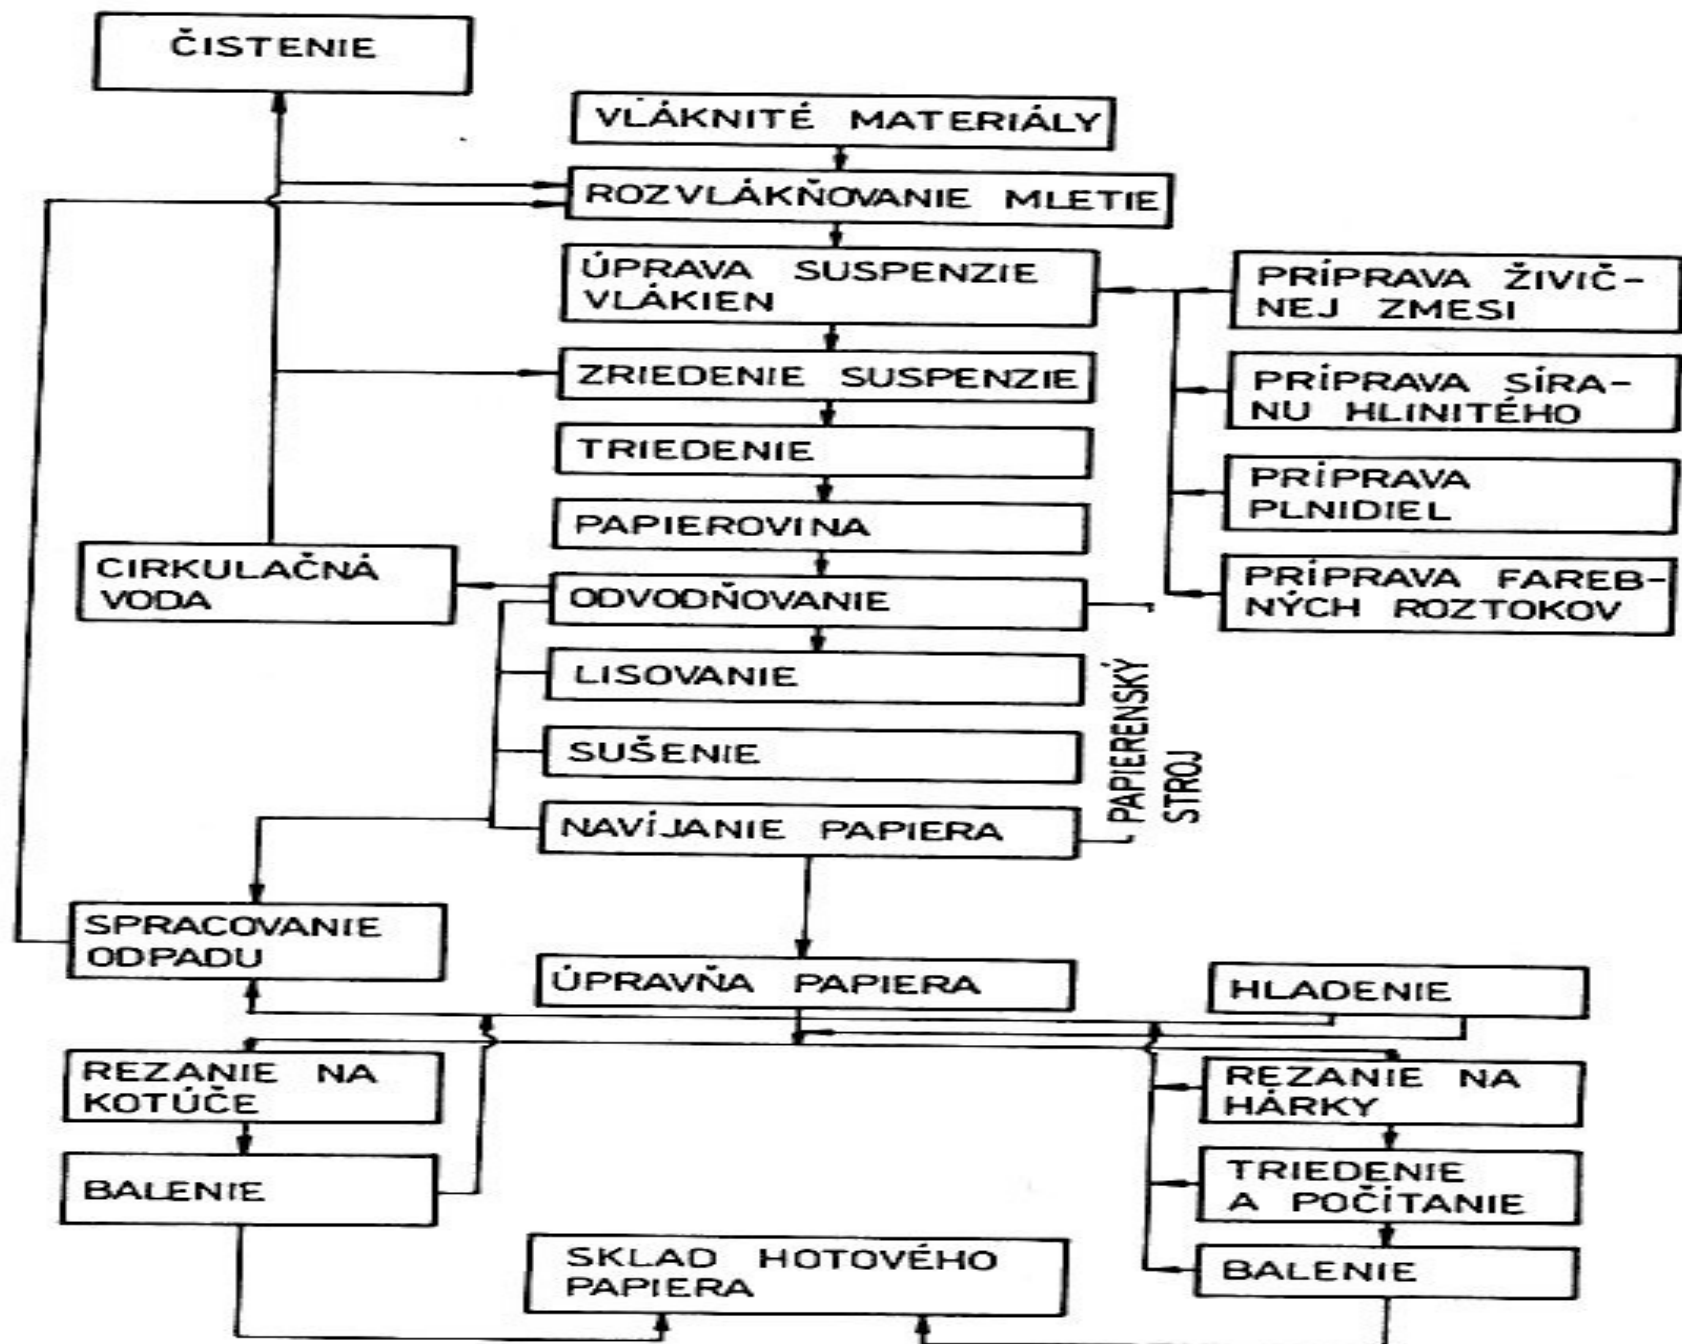 ČISTENIE
VLÁKNITÉ MATERIÁLY
ROZVLÁKŇOVANIE MLETIE
ÚPRAVA SUSPENZIE
VLÁKIEN
PRÍPRAVA ŽIVIČ-
NEJ ZMESI
ZRIEDENIE SUSPENZIE
PRÍPRAVA SÍRA-
NU HLINITÉHO
TRIEDENIE
PRÍPRAVA
PLNIDIEL
PAPIEROVINA
CIRKULAČNÁ
VODA
ODVODŇOVANIE
PRÍPRAVA FAREB-
NÝCH ROZTOKOV
LISOVANIE
SUŠENIE
NAVÍJANIE PAPIERA
PAPIERENSKÝ
STROJ
SPRACOVANIE
ODPADU
ÚPRAVŇA PAPIERA
HLADENIE
REZANIE NA
KOTÚČE
REZANIE NA
HÁRKY
BALENIE
TRIEDENIE
A POČÍTANIE
SKLAD HOTOVÉHO
PAPIERA
BALENIE